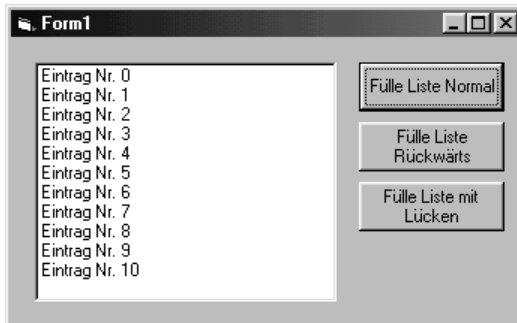 Form1
Eintrag Nr. 0
Eintrag Nr. 1
Eintrag Nr. 2
Eintrag Nr. 3
Eintrag Nr. 4
Eintrag Nr. 5
Eintrag Nr. 6
Eintrag Nr. 7
Eintrag Nr. 8
Eintrag Nr. 9
Eintrag Nr. 10
Fülle Liste Normal
Fülle Liste
Rückwärts
Fülle Liste mit
Lücken